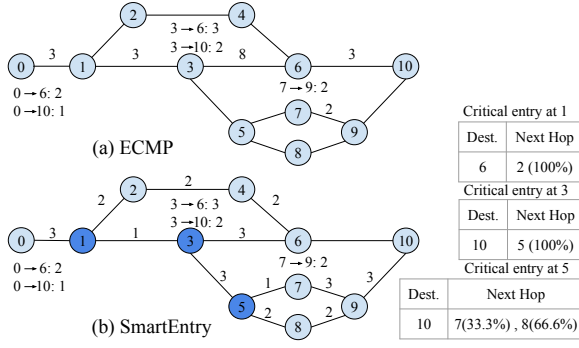 2
4
3 → 6: 3
3 → 10: 2
3
3
8
3
0
1
3
6
10
0 → 6: 2
0 → 10: 1
7 → 9: 2
7
2
5
9
8
(a) ECMP
Critical entry at 1
Dest. Next Hop
6 2 (100%)
2
2
4
2
3 → 6: 3
3 → 10: 2
2
3
1
3
0
1
3
6
10
0 → 6: 2
0 → 10: 1
7 → 9: 2
3
1
7
3
3
5
9
2
8
2
(b) SmartEntry
Critical entry at 3
Dest. Next Hop
10 5 (100%)
Critical entry at 5
Dest. Next Hop
10 7(33.3%) , 8(66.6%)